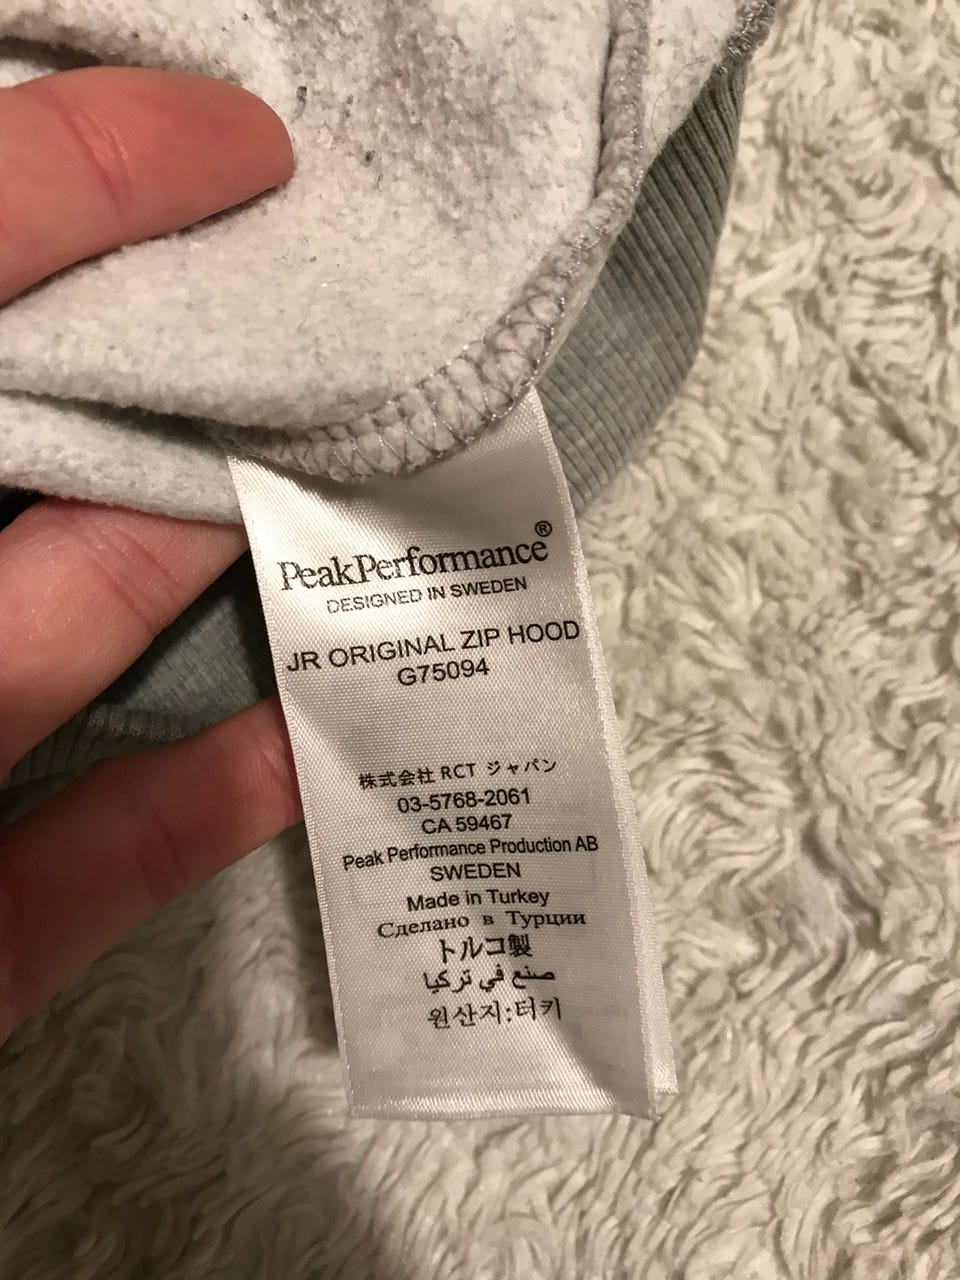 PeakPerformance®
DESIGNED IN SWEDEN
JR ORIGINAL ZIP HOOD
G75094
株式会社 RCT ジャパン
03-5768-2061
CA 59467
Peak Performance Production AB
SWEDEN
Made in Turkey
Сделано в Турции
トルコ製
صنع في تركيا
원산지:터키